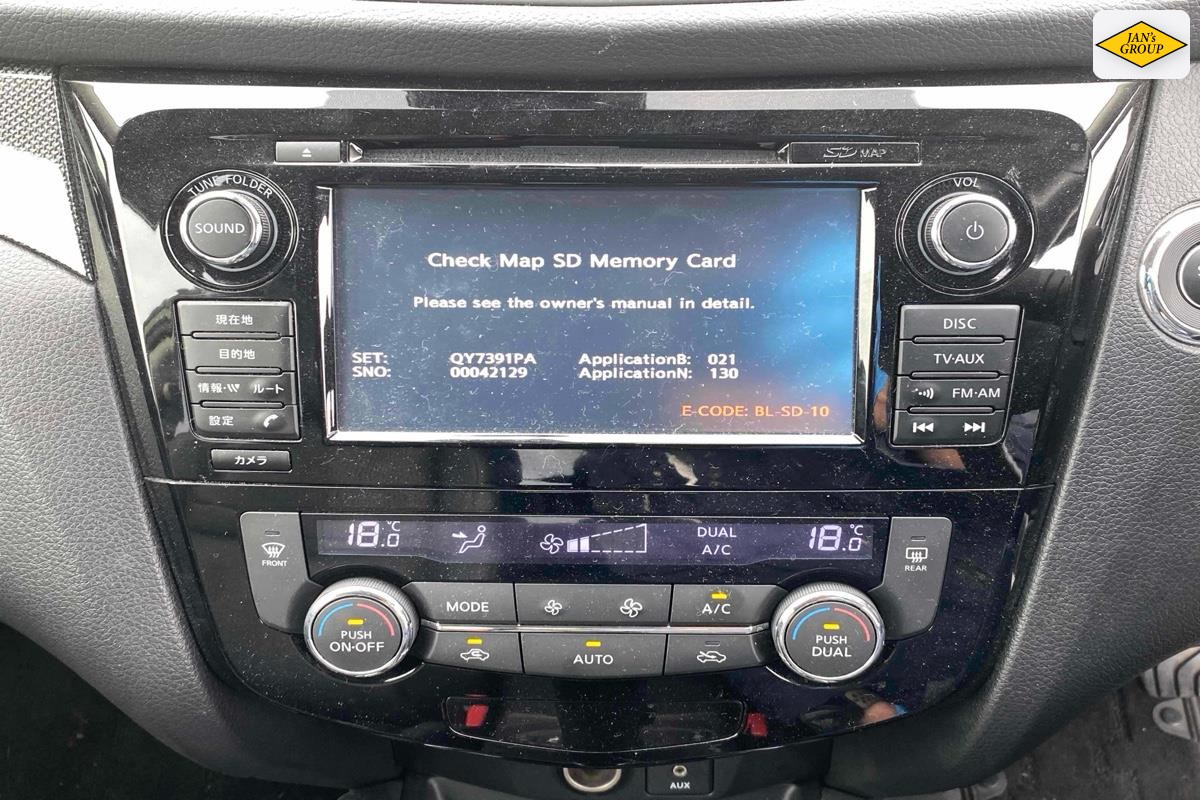 JAN's
GROUP
SD MAP
TUNE·FOLDER
SOUND
VOL
Check Map SD Memory Card
Please see the owner's manual in detail.
SET: QY7391PA ApplicationB: 021
SNO: 00042129 ApplicationN: 130
E-CODE: BL-SD-10
現在地
目的地
情報・VV ルート
設定
カメラ
DISC
TV·AUX
FM·AM
18.0 °C
DUAL
A/C
18.0 °C
FRONT
REAR
PUSH
ON·OFF
MODE
A/C
AUTO
PUSH
DUAL
AUX